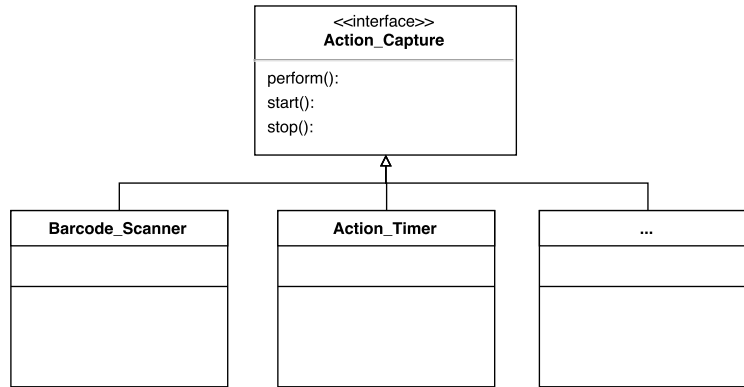 <<interface>>
Action_Capture
perform():
start():
stop():
Barcode_Scanner
Action_Timer
...